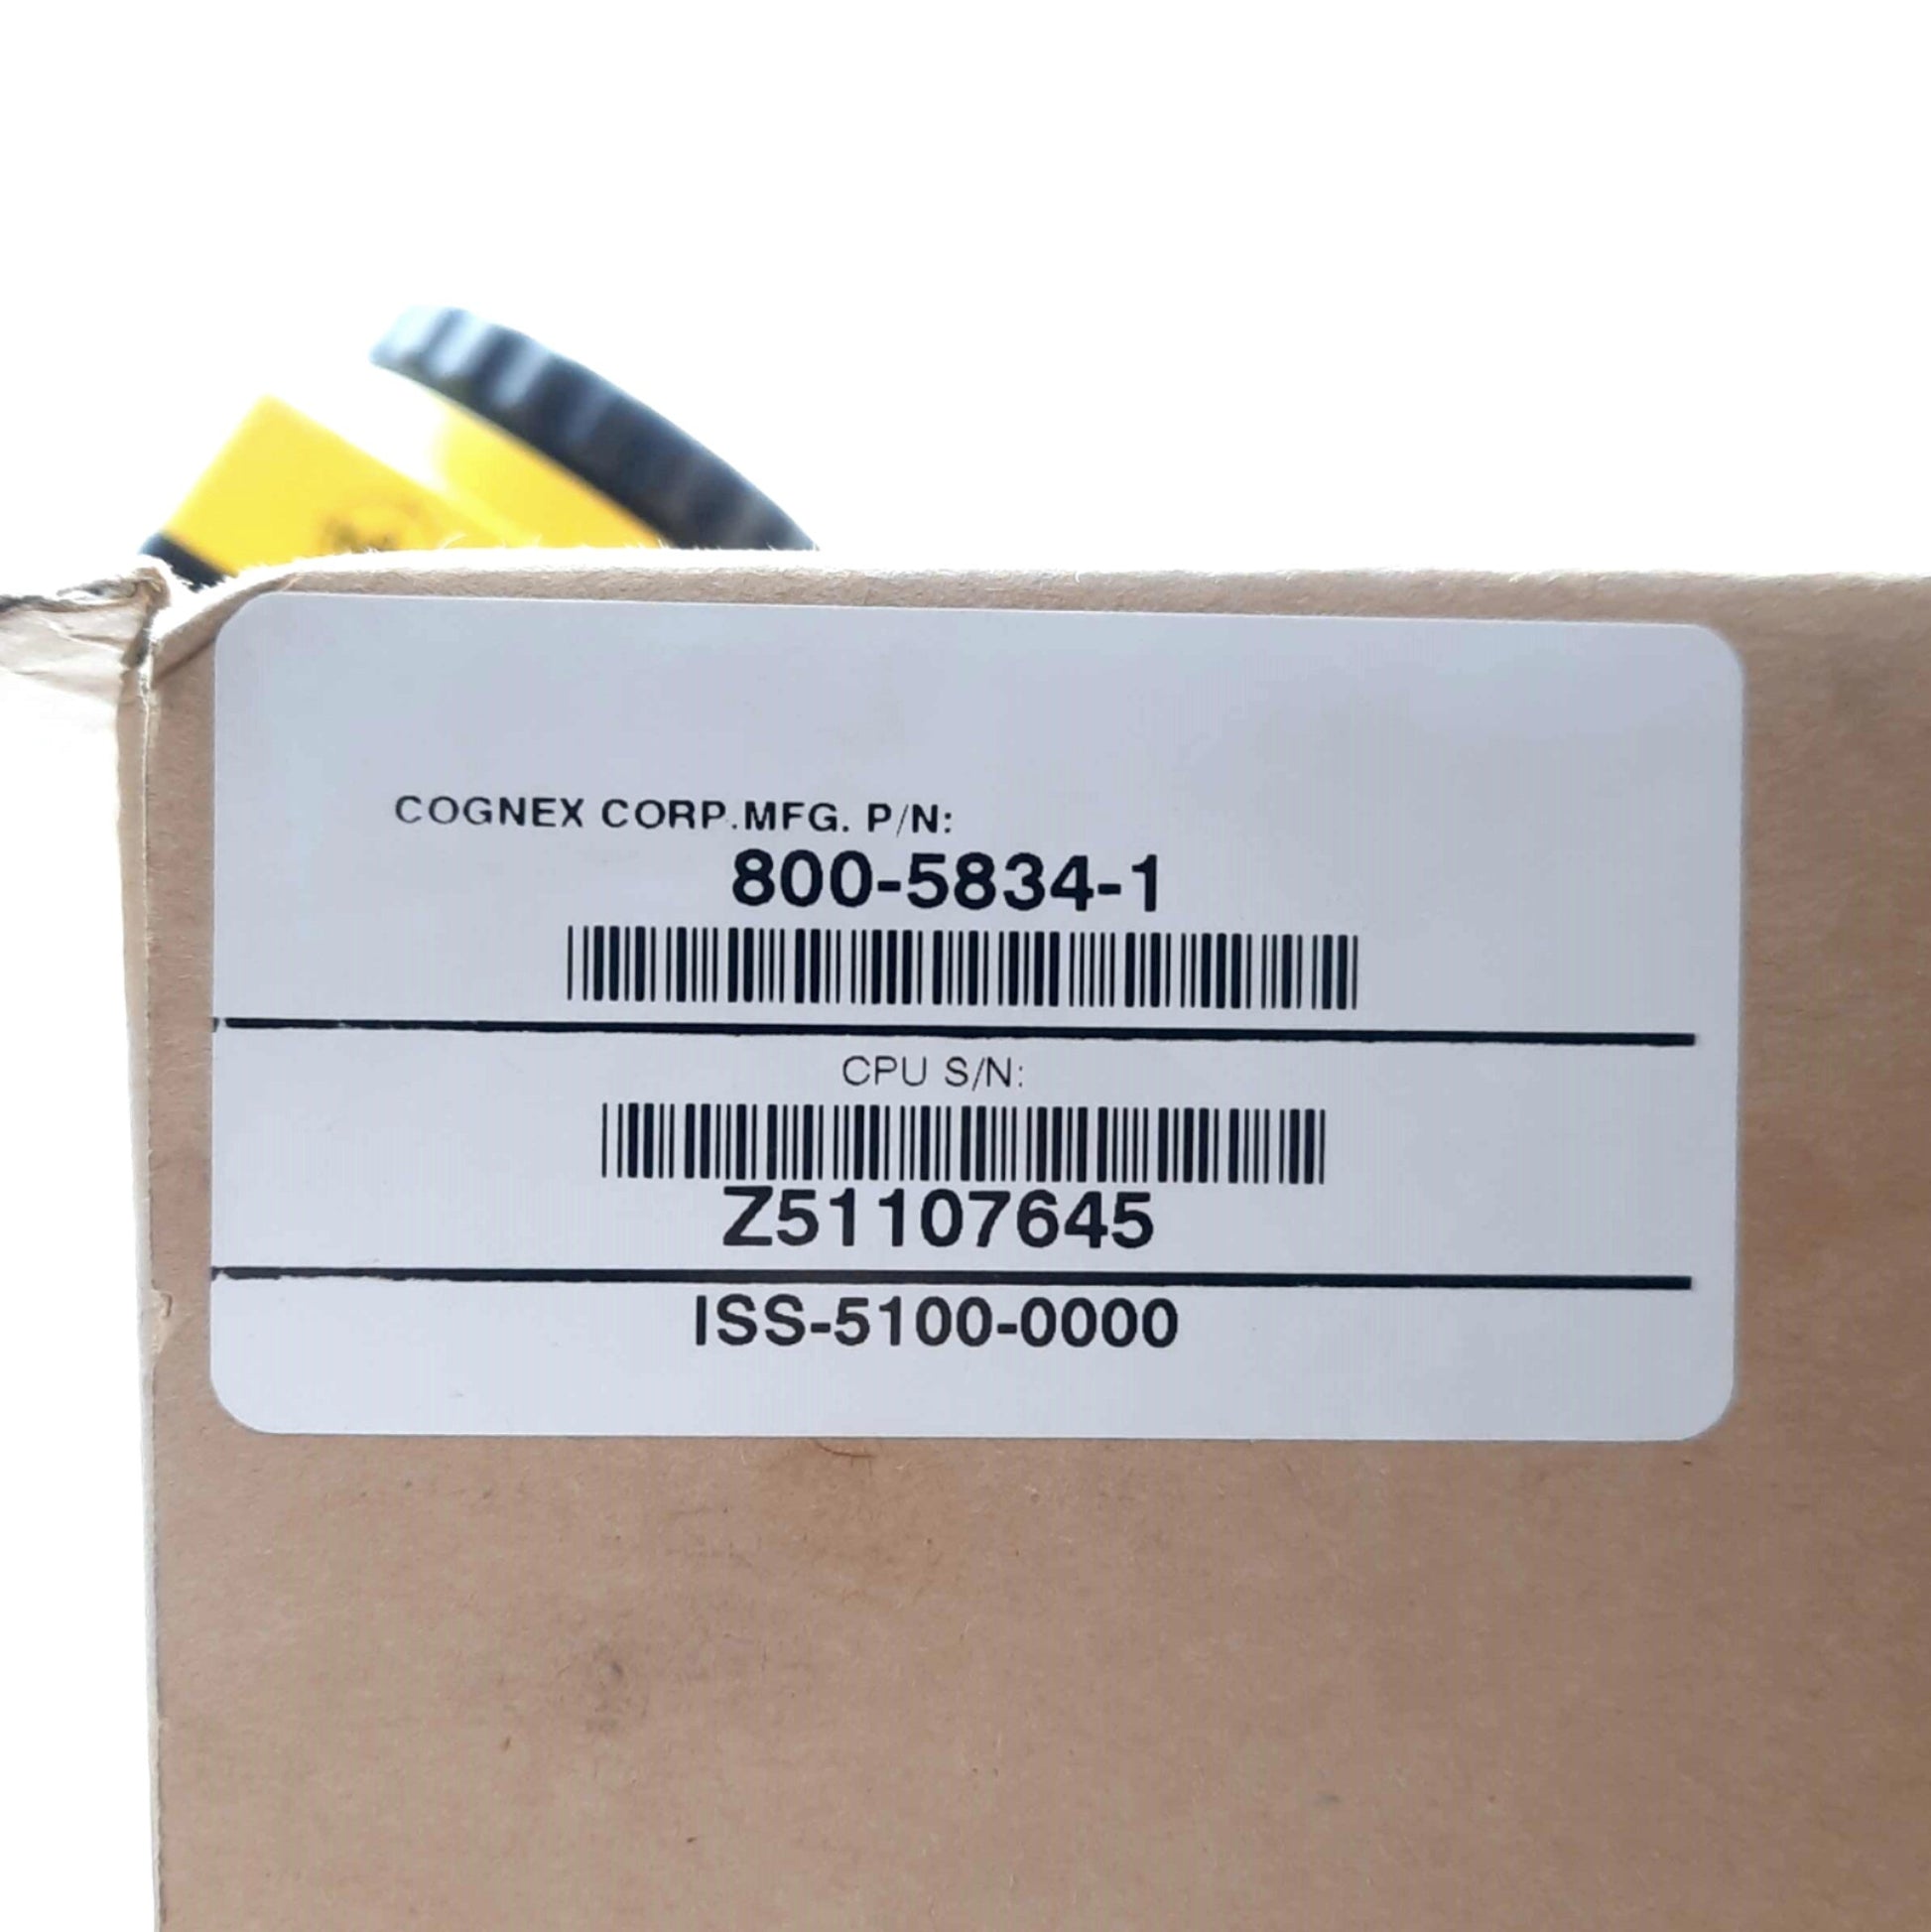 COGNEX CORP.MFG. P/N:
800-5834-1
CPU S/N:
Z51107645
ISS-5100-0000